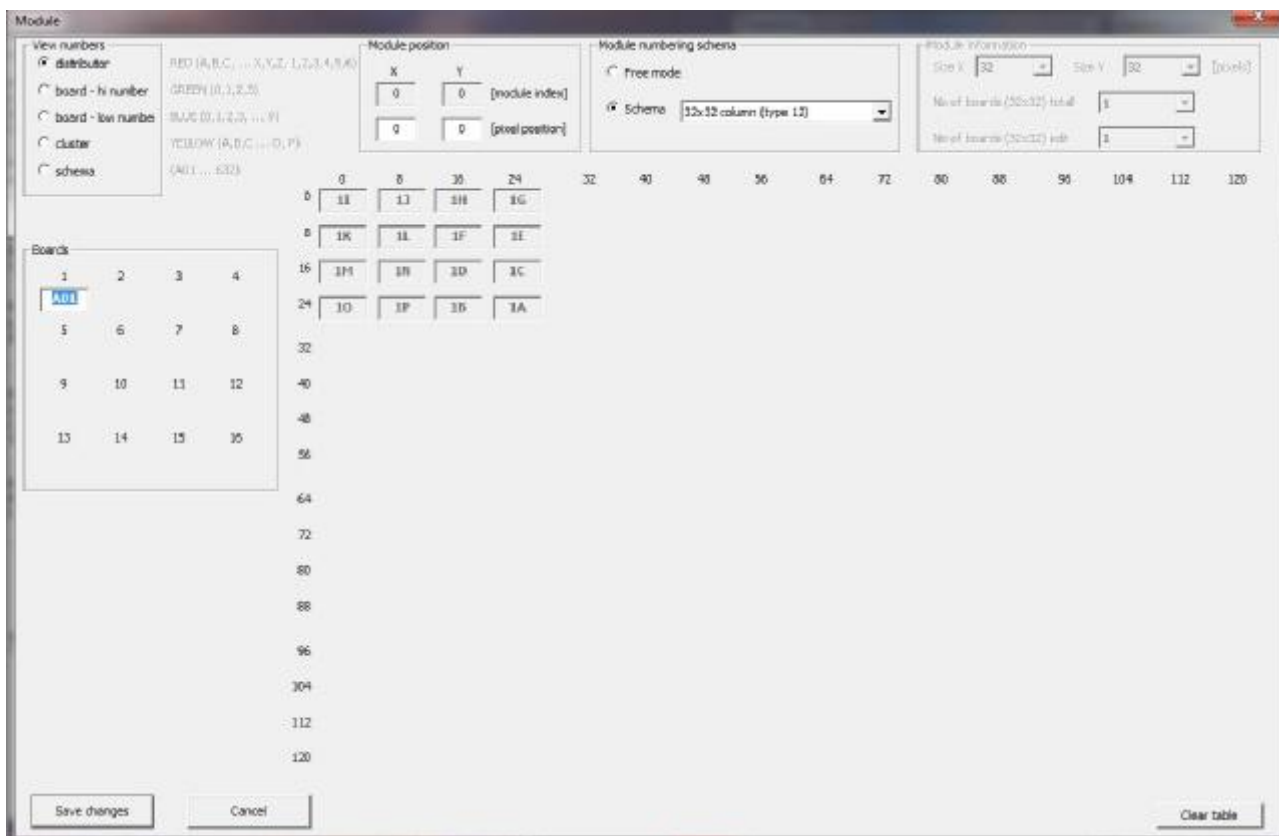 Module
View numbers
distributor RED (A,B,C, ... X,Y,Z, 1,2,3,4,5,6)
board - hi number GREEN (0,1,2,3)
board - low number BLUE (0,1,2,3, ... 9)
cluster YELLOW (A,B,C ... O, P)
schema (A01 ... 632)
Module position
X Y
0 0 [module index]
0 0 [pixel position]
Module numbering schema
Free mode
Schema 32x32 column (type 12)
Module information
Size X 32 Size Y 32 [pixels]
No of boards (32x32) total 1
No of boards (32x32) edit 1
Boards
1 2 3 4
A01
5 6 7 8
9 10 11 12
13 14 15 16
0 8 16 24 32 40 48 56 64 72 80 88 96 104 112 120
0 1I 1J 1H 1G
8 1K 1L 1F 1E
16 1M 1N 1D 1C
24 1O 1P 1B 1A
32
40
48
56
64
72
80
88
96
104
112
120
Save changes Cancel Clear table